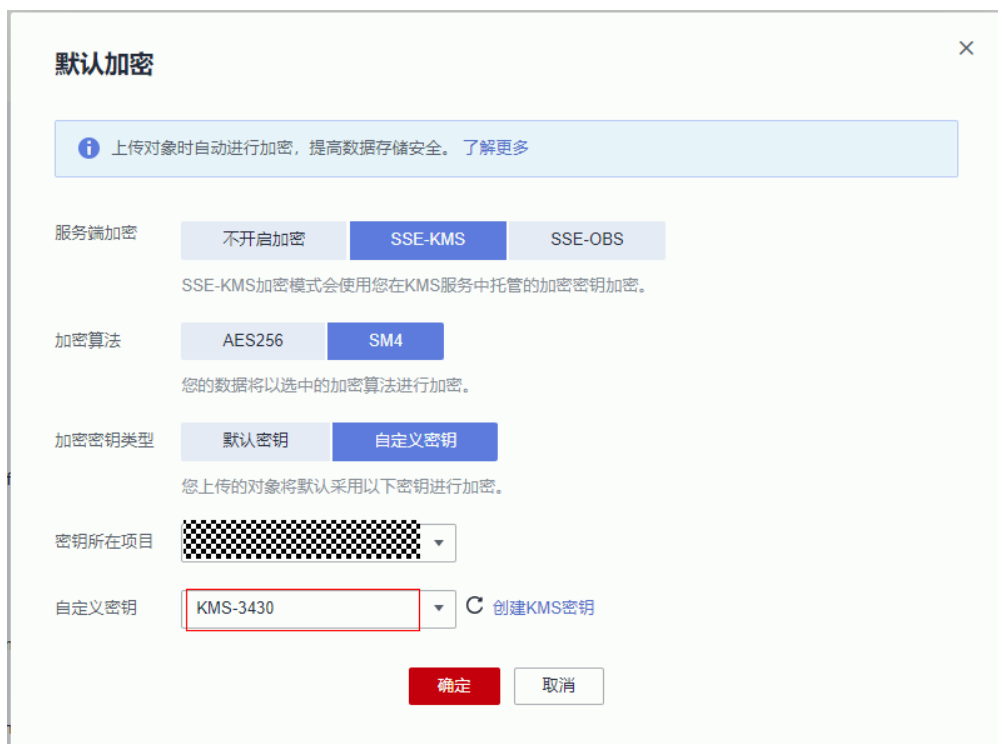 默认加密
上传对象时自动进行加密，提高数据存储安全。 了解更多
服务端加密 不开启加密 SSE-KMS SSE-OBS
SSE-KMS加密模式会使用您在KMS服务中托管的加密密钥加密。
加密算法 AES256 SM4
您的数据将以选中的加密算法进行加密。
加密密钥类型 默认密钥 自定义密钥
您上传的对象将默认采用以下密钥进行加密。
密钥所在项目
自定义密钥 KMS-3430 创建KMS密钥
确定 取消